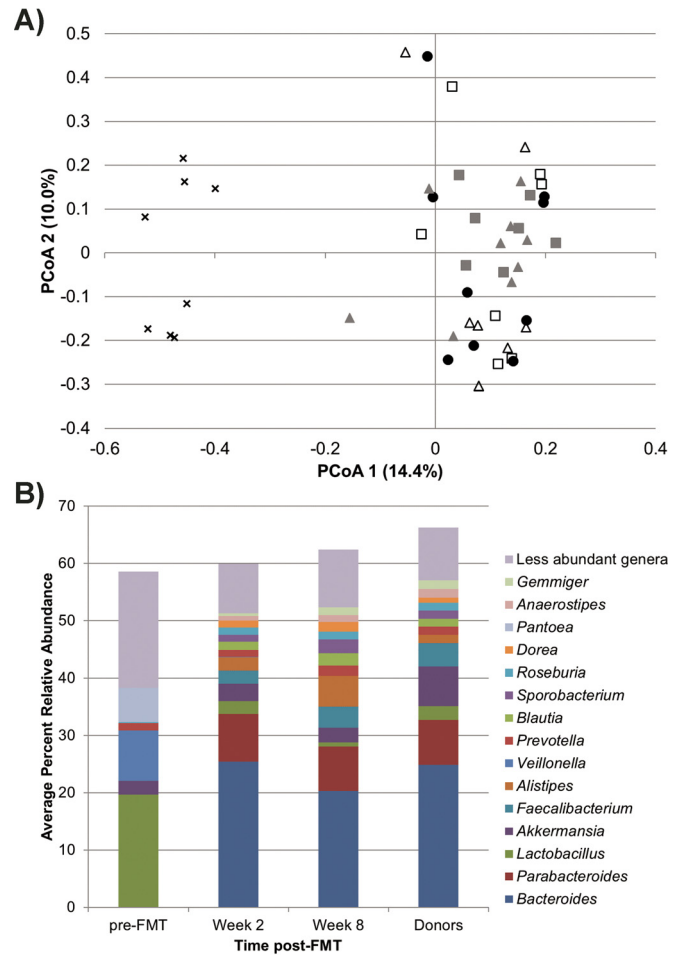 A)
0.5
0.4
0.3
0.2
0.1
0
-0.1
-0.2
-0.3
-0.4
PCoA 2 (10.0%)
-0.6
-0.4
-0.2
0
0.2
0.4
PCoA 1 (14.4%)
B)
70
60
50
40
30
20
10
0
Average Percent Relative Abundance
pre-FMT
Week 2
Week 8
Donors
Time post-FMT
Less abundant genera
Gemmiger
Anaerostipes
Pantoea
Dorea
Roseburia
Sporobacterium
Blautia
Prevotella
Veillonella
Alistipes
Faecalibacterium
Akkermansia
Lactobacillus
Parabacteroides
Bacteroides